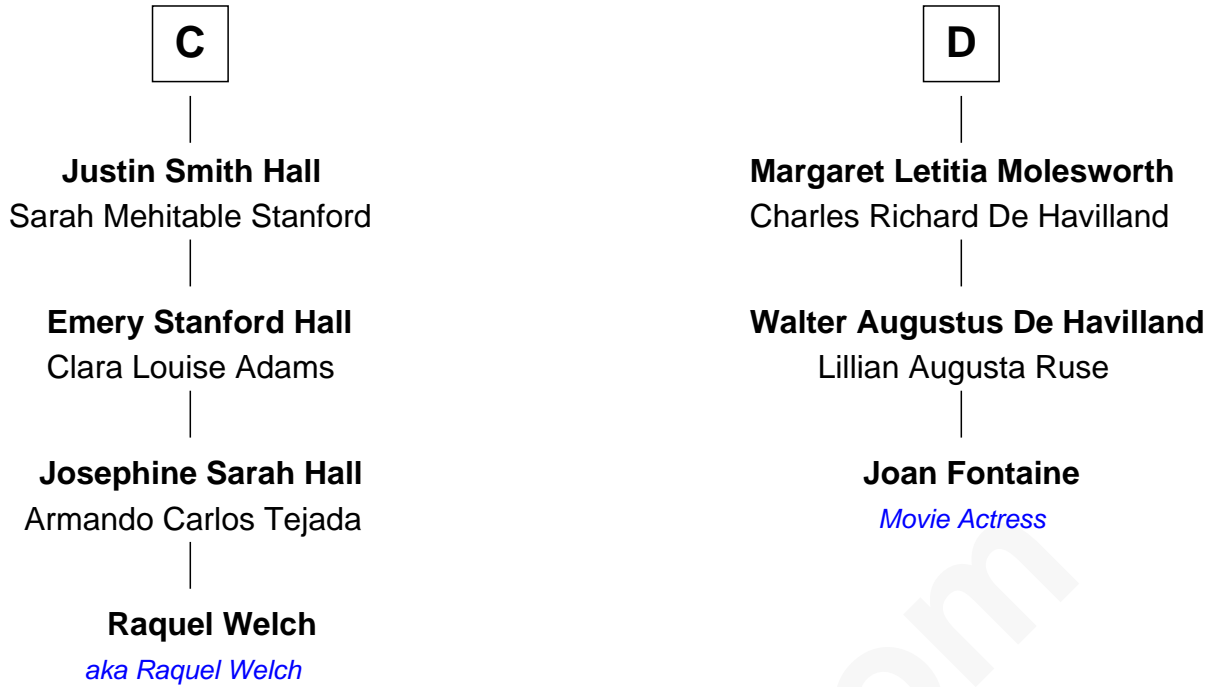 C
Justin Smith Hall
Sarah Mehitable Stanford
Emery Stanford Hall
Clara Louise Adams
Josephine Sarah Hall
Armando Carlos Tejada
Raquel Welch
aka Raquel Welch
D
Margaret Letitia Molesworth
Charles Richard De Havilland
Walter Augustus De Havilland
Lillian Augusta Ruse
Joan Fontaine
Movie Actress
om